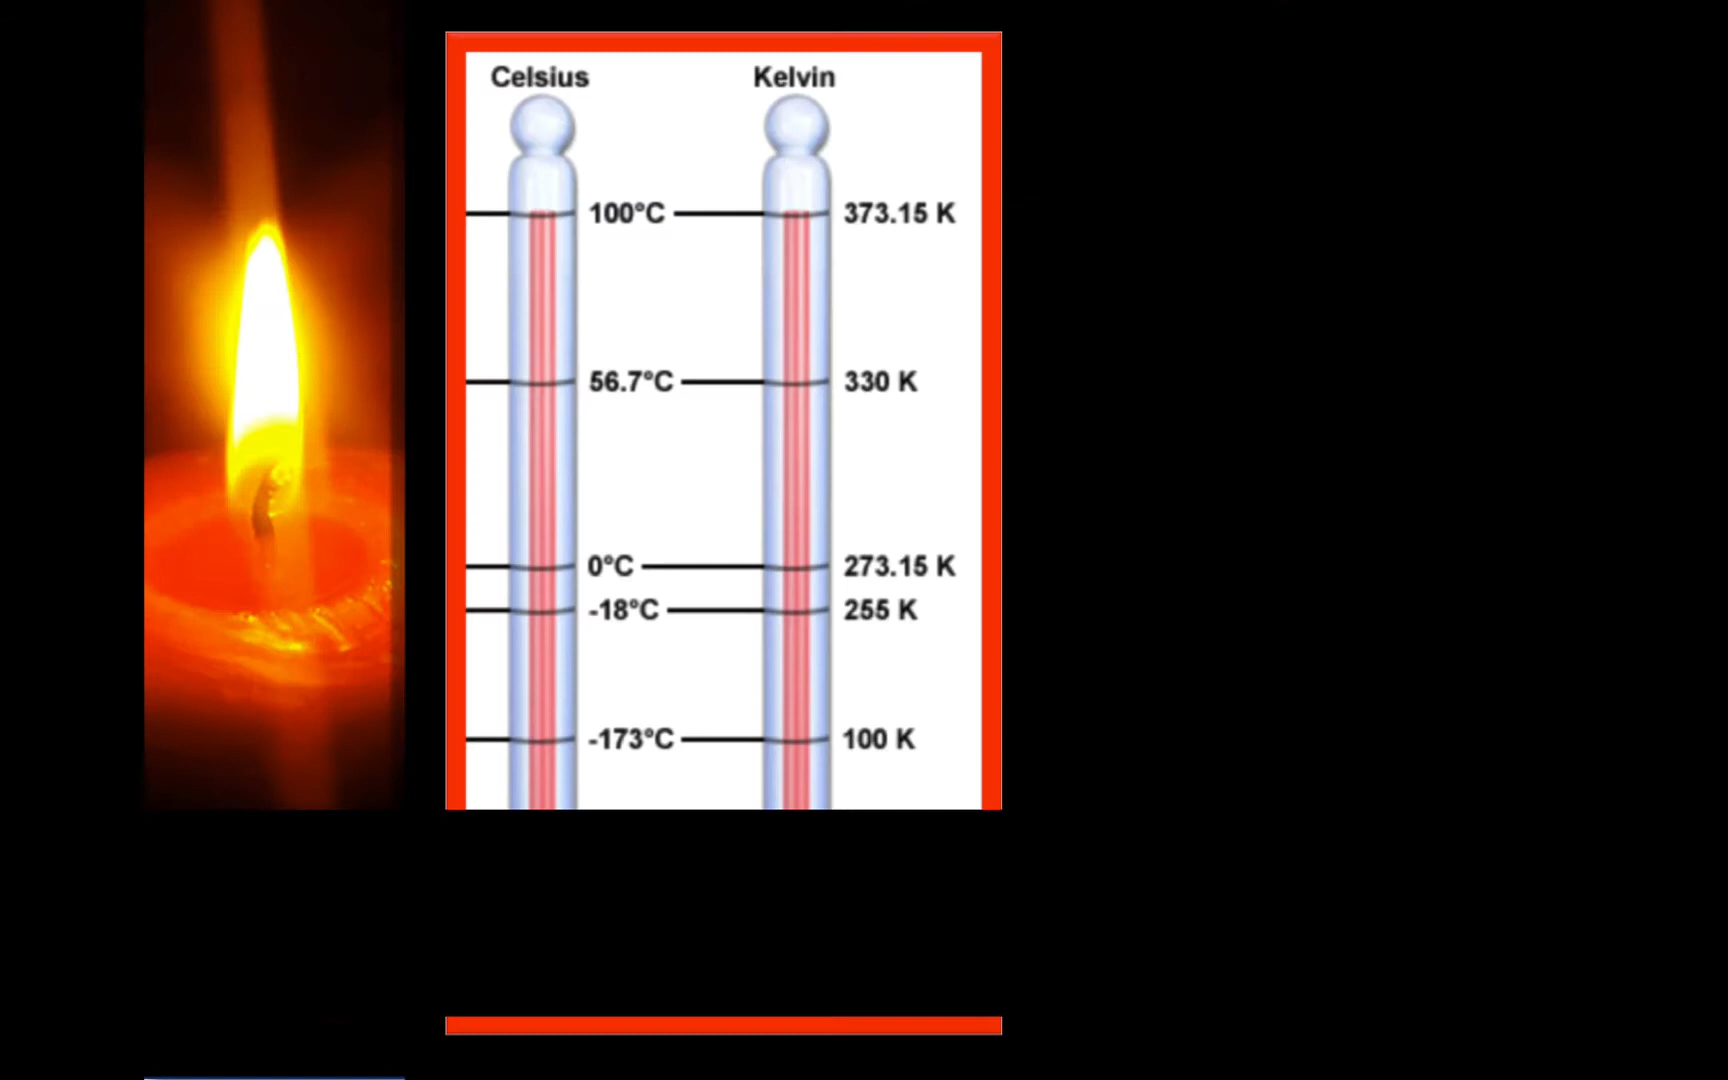 Celsius Kelvin
100°C 373.15 K
56.7°C 330 K
0°C 273.15 K
-18°C 255 K
-173°C 100 K